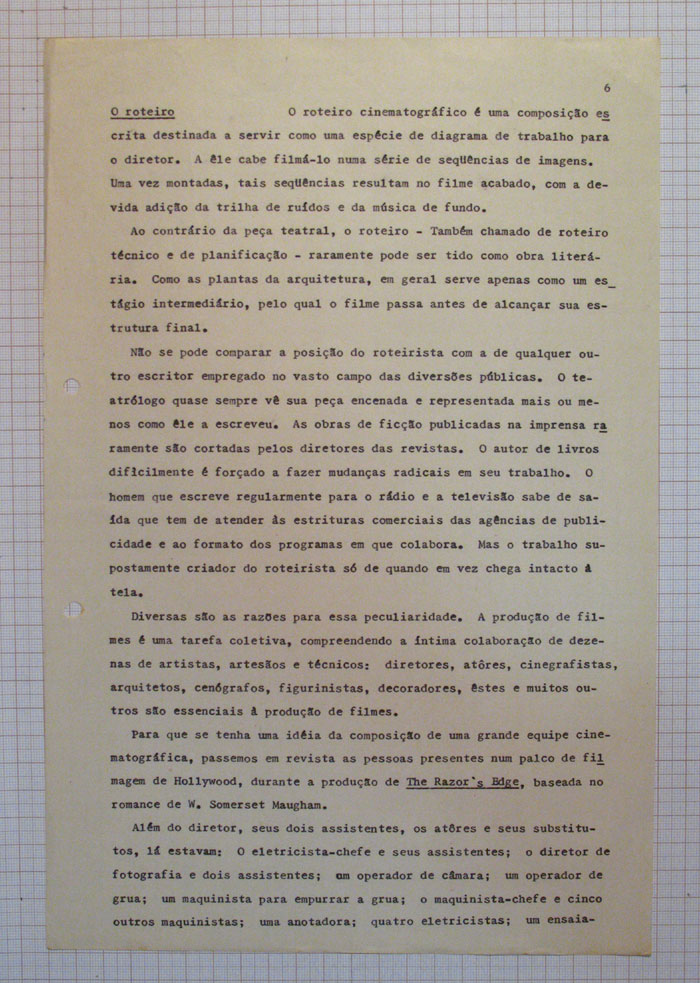 6
O roteiro O roteiro cinematográfico é uma composição es
crita destinada a servir como uma espécie de diagrama de trabalho para
o diretor. A êle cabe filmá-lo numa série de seqüências de imagens.
Uma vez montadas, tais seqüências resultam no filme acabado, com a de-
vida adição da trilha de ruídos e da música de fundo.
Ao contrário da peça teatral, o roteiro - Também chamado de roteiro
técnico e de planificação - raramente pode ser tido como obra literá-
ria. Como as plantas da arquitetura, em geral serve apenas como um es_
tágio intermediário, pelo qual o filme passa antes de alcançar sua es-
trutura final.
Não se pode comparar a posição do roteirista com a de qualquer ou-
tro escritor empregado no vasto campo das diversões públicas. O te-
atrólogo quase sempre vê sua peça encenada e representada mais ou me-
nos como êle a escreveu. As obras de ficção publicadas na imprensa ra
ramente são cortadas pelos diretores das revistas. O autor de livros
dificilmente é forçado a fazer mudanças radicais em seu trabalho. O
homem que escreve regularmente para o rádio e a televisão sabe de sa-
ída que tem de atender às estrituras comerciais das agências de publi-
cidade e ao formato dos programas em que colabora. Mas o trabalho su-
postamente criador do roteirista só de quando em vez chega intacto à
tela.
Diversas são as razões para essa peculiaridade. A produção de fil-
mes é uma tarefa coletiva, compreendendo a íntima colaboração de deze-
nas de artistas, artesãos e técnicos: diretores, atôres, cinegrafistas,
arquitetos, cenógrafos, figurinistas, decoradores, êstes e muitos ou-
tros são essenciais à produção de filmes.
Para que se tenha uma idéia da composição de uma grande equipe cine-
matográfica, passemos em revista as pessoas presentes num palco de fil
magem de Hollywood, durante a produção de The Razor`s Edge, baseada no
romance de W. Somerset Maugham.
Além do diretor, seus dois assistentes, os atôres e seus substitu-
tos, lá estavam: O eletricista-chefe e seus assistentes; o diretor de
fotografia e dois assistentes; um operador de câmara; um operador de
grua; um maquinista para empurrar a grua; o maquinista-chefe e cinco
outros maquinistas; uma anotadora; quatro eletricistas; um ensaia-